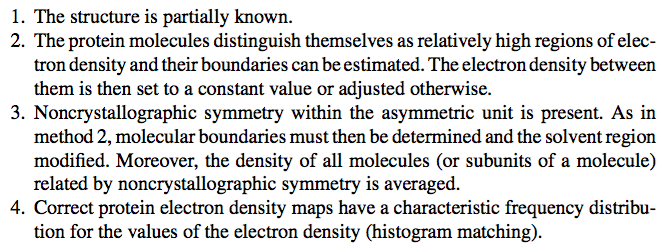 1. The structure is partially known.
2. The protein molecules distinguish themselves as relatively high regions of elec-
tron density and their boundaries can be estimated. The electron density between
them is then set to a constant value or adjusted otherwise.
3. Noncrystallographic symmetry within the asymmetric unit is present. As in
method 2, molecular boundaries must then be determined and the solvent region
modified. Moreover, the density of all molecules (or subunits of a molecule)
related by noncrystallographic symmetry is averaged.
4. Correct protein electron density maps have a characteristic frequency distribu-
tion for the values of the electron density (histogram matching).